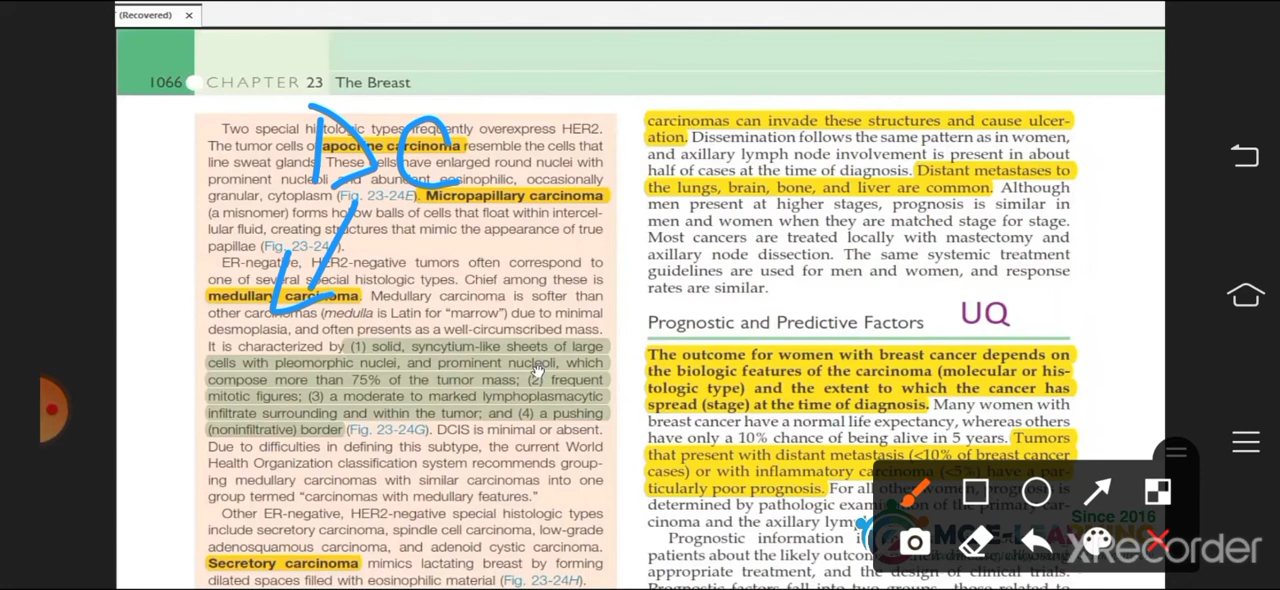 (Recovered) ×
1066 CHAPTER 23 The Breast
DC
Two special histologic types frequently overexpress HER2.
The tumor cells of apocrine carcinoma resemble the cells that
line sweat glands. These cells have enlarged round nuclei with
prominent nucleoli and abundant eosinophilic, occasionally
granular, cytoplasm (Fig. 23-24E). Micropapillary carcinoma
(a misnomer) forms hollow balls of cells that float within intercel-
lular fluid, creating structures that mimic the appearance of true
papillae (Fig. 23-24 ).
ER-negative, HER2-negative tumors often correspond to
one of several special histologic types. Chief among these is
medullary carcinoma. Medullary carcinoma is softer than
other carcinomas (medulla is Latin for “marrow”) due to minimal
desmoplasia, and often presents as a well-circumscribed mass.
It is characterized by (1) solid, syncytium-like sheets of large
cells with pleomorphic nuclei, and prominent nucleoli, which
compose more than 75% of the tumor mass; (2) frequent
mitotic figures; (3) a moderate to marked lymphoplasmacytic
infiltrate surrounding and within the tumor; and (4) a pushing
(noninfiltrative) border (Fig. 23-24G). DCIS is minimal or absent.
Due to difficulties in defining this subtype, the current World
Health Organization classification system recommends group-
ing medullary carcinomas with similar carcinomas into one
group termed “carcinomas with medullary features.”
Other ER-negative, HER2-negative special histologic types
include secretory carcinoma, spindle cell carcinoma, low-grade
adenosquamous carcinoma, and adenoid cystic carcinoma.
Secretory carcinoma mimics lactating breast by forming
dilated spaces filled with eosinophilic material (Fig. 23-24H).
carcinomas can invade these structures and cause ulcer-
ation. Dissemination follows the same pattern as in women,
and axillary lymph node involvement is present in about
half of cases at the time of diagnosis. Distant metastases to
the lungs, brain, bone, and liver are common. Although
men present at higher stages, prognosis is similar in
men and women when they are matched stage for stage.
Most cancers are treated locally with mastectomy and
axillary node dissection. The same systemic treatment
guidelines are used for men and women, and response
rates are similar.
Prognostic and Predictive Factors UQ
The outcome for women with breast cancer depends on
the biologic features of the carcinoma (molecular or his-
tologic type) and the extent to which the cancer has
spread (stage) at the time of diagnosis. Many women with
breast cancer have a normal life expectancy, whereas others
have only a 10% chance of being alive in 5 years. Tumors
that present with distant metastasis (<10% of breast cancer
cases) or with inflammatory carcinoma (<5%) have a par-
ticularly poor prognosis. For all other women, prognosis is
determined by pathologic examination of the primary car-
cinoma and the axillary
Prognostic information
patients about the likely
appropriate treatment, and the design of clinical trials.
Since 2016
XRecorder